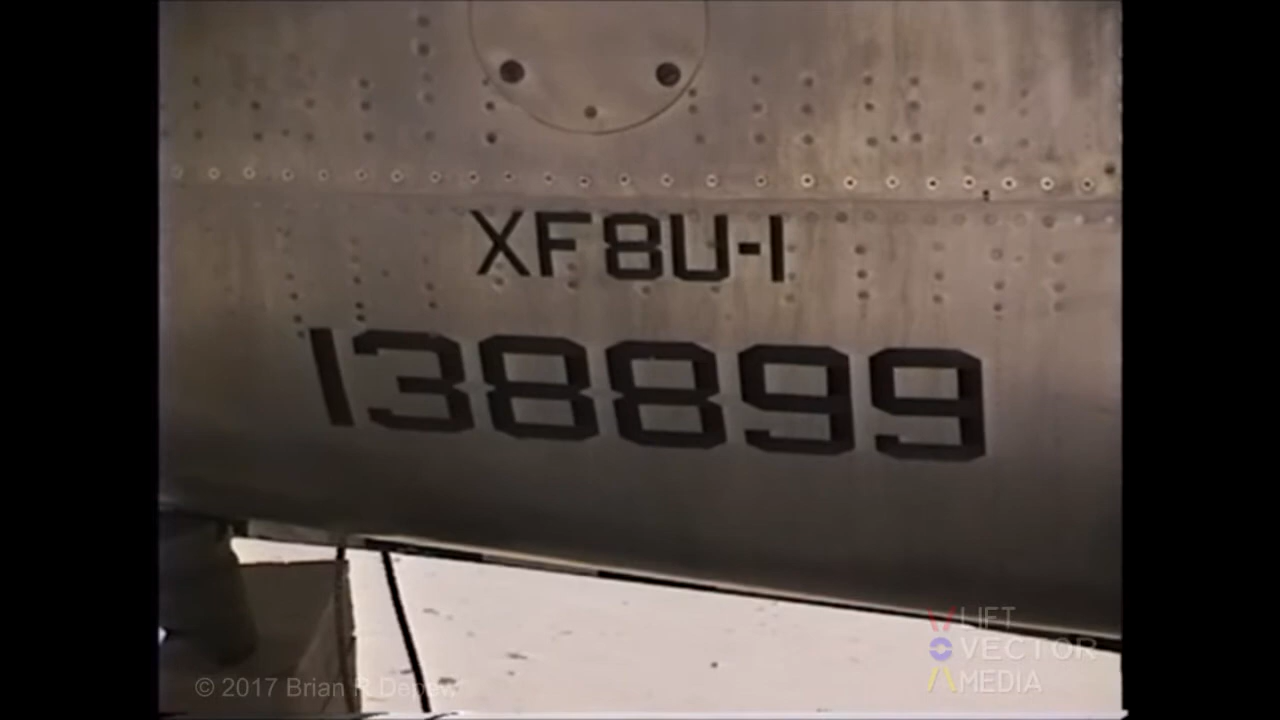 XF8U-1
138899
LIFT
VECTOR
MEDIA
© 2017 Brian R Depew